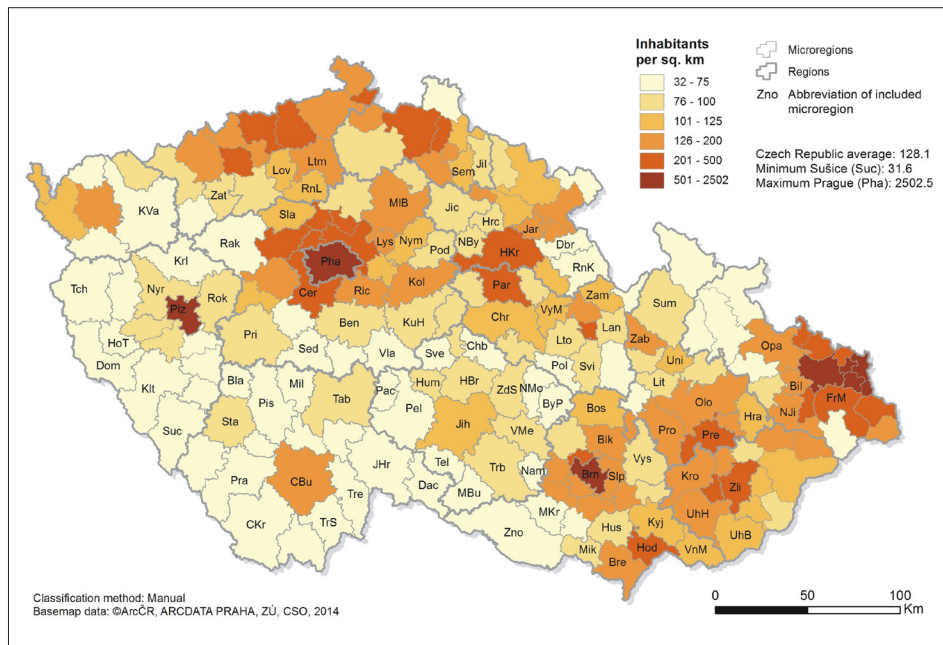 Inhabitants
per sq. km
32 - 75
76 - 100
101 - 125
126 - 200
201 - 500
501 - 2502
Microregions
Regions
Zno Abbreviation of included
microregion
Czech Republic average: 128.1
Minimum Sušice (Suc): 31.6
Maximum Prague (Pha): 2502.5
Ltm
Lov
Sem
Jil
Zat
RnL
KVa
MlB
Jic
Sla
Hrc
Jar
Rak
Lys
Nym
Pod
NBy
HKr
Dbr
Krl
Pha
RnK
Tch
Nyr
Rok
Cer
Ric
Kol
Par
Zam
Sum
Plz
Chr
VyM
Pri
Ben
KuH
Lan
Zab
HoT
Sed
Vla
Sve
Chb
Lto
Uni
Opa
Dom
Pol
Svi
Lit
Bil
Klt
Bla
Mil
Pac
Hum
HBr
ZdS
NMo
ByP
Bos
Olo
Hra
NJi
FrM
Pis
Tab
Pel
Suc
Sta
Jih
VMe
Blk
Pro
Pre
Vys
Pra
CBu
JHr
Tel
Trb
Nam
Brn
Slp
Kro
Zli
Dac
MBu
Tre
CKr
TrS
MKr
UhH
Zno
Hus
Kyj
UhB
Mik
Bre
Hod
VnM
Classification method: Manual
Basemap data: ©ArcČR, ARCDATA PRAHA, ZÚ, CSO, 2014
0 50 100
Km